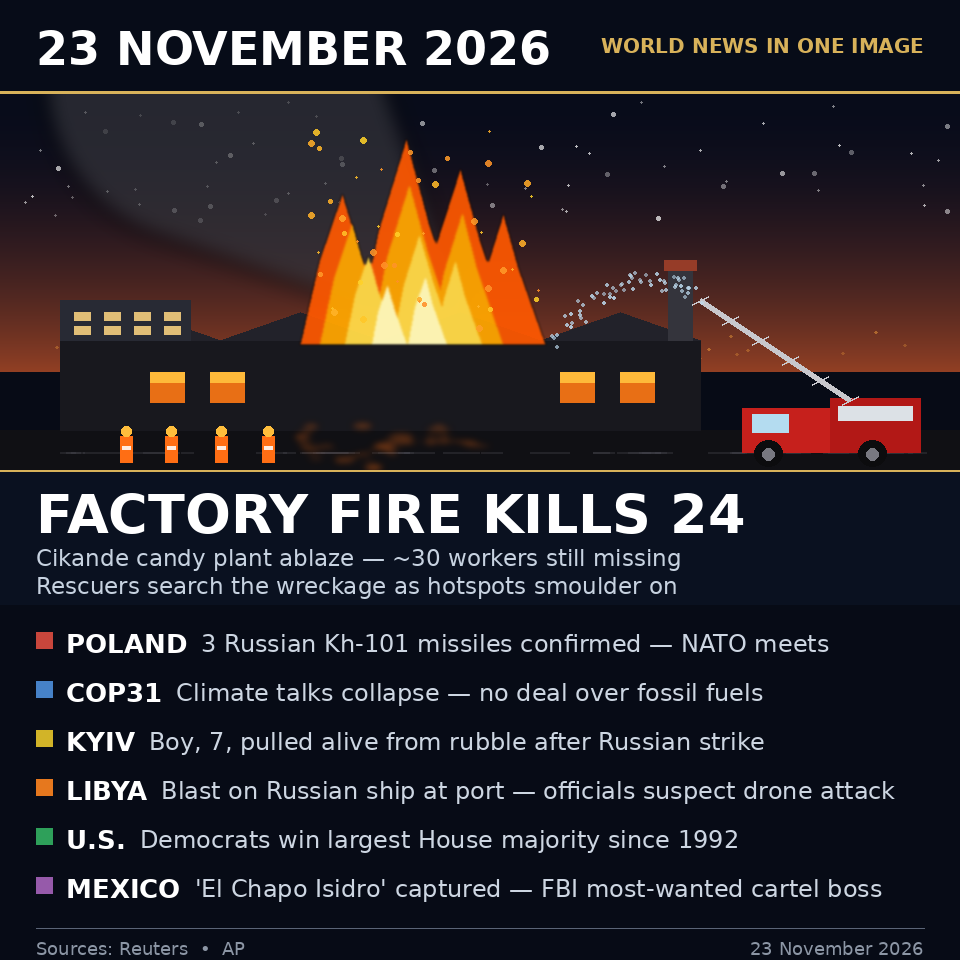 23 NOVEMBER 2026
WORLD NEWS IN ONE IMAGE
FACTORY FIRE KILLS 24
Cikande candy plant ablaze — ~30 workers still missing
Rescuers search the wreckage as hotspots smoulder on
POLAND 3 Russian Kh-101 missiles confirmed — NATO meets
COP31 Climate talks collapse — no deal over fossil fuels
KYIV Boy, 7, pulled alive from rubble after Russian strike
LIBYA Blast on Russian ship at port — officials suspect drone attack
U.S. Democrats win largest House majority since 1992
MEXICO 'El Chapo Isidro' captured — FBI most-wanted cartel boss
Sources: Reuters • AP
23 November 2026